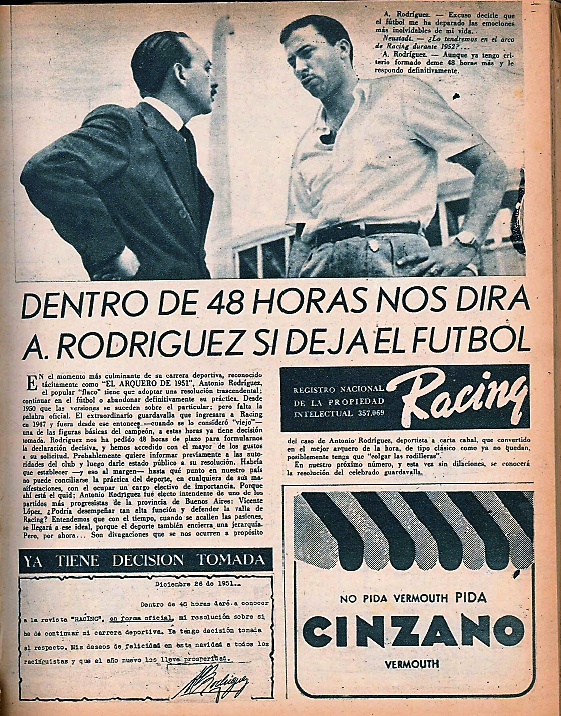 A. Rodríguez. — Excuso decirle que
el fútbol me ha deparado las emociones
más inolvidables de mi vida.
Neustadt. — ¿Lo tendremos en el arco
de Racing durante 1952?...
A. Rodríguez. — Aunque ya tengo cri-
terio formado deme 48 horas más y le
respondo definitivamente.
DENTRO DE 48 HORAS NOS DIRA
A. RODRIGUEZ SI DEJA EL FUTBOL
EN el momento más culminante de su carrera deportiva, reconocido
tácitamente como "EL ARQUERO DE 1951", Antonio Rodríguez,
el popular "flaco" tiene que adoptar una resolución trascendental:
continuar en el fútbol o abandonar definitivamente su práctica. Desde
1950 que las versiones se suceden sobre el particular; pero falta la
palabra oficial. El extraordinario guardavalla que ingresara a Racing
en 1947 y fuera desde ese entonces —cuando se lo consideró "viejo"—
una de las figuras básicas del campeón, a estas horas ya tiene decisión
tomada. Rodríguez nos ha pedido 48 horas de plazo para formularnos
la declaración decisiva, y hemos accedido con el mayor de los gustos
a su solicitud. Probablemente quiere informar previamente a las auto-
ridades del club y luego darle estado público a su resolución. Habría
que establecer —y eso al margen— hasta qué punto en nuestro país
no puede conciliarse la práctica del deporte, en cualquiera de sus ma-
nifestaciones, con el ocupar un cargo electivo de importancia. Porque
ahí está el quid; Antonio Rodríguez fué electo intendente de uno de los
partidos más progresistas de la provincia de Buenos Aires: Vicente
López. ¿Podría desempeñar tan alta función y defender la valla de
Racing? Entendemos que con el tiempo, cuando se acallen las pasiones,
se llegará a ese ideal, porque el deporte también encierra una jerarquía.
Pero, por ahora... Son divagaciones que se nos ocurren a propósito
REGISTRO NACIONAL
DE LA PROPIEDAD
INTELECTUAL 357,069
Racing
del caso de Antonio Rodríguez, deportista a carta cabal, que convertido
en el mejor arquero de la hora, de tipo clásico como ya no quedan,
posiblemente tenga que "colgar las rodilleras".
En nuestro próximo número, y esta vez sin dilaciones, se conocerá
la resolución del celebrado guardavalla.
YA TIENE DECISION TOMADA
Diciembre 26 de 1951.-
Dentro de 48 horas daré a conocer
a la revista "RACING", en forma oficial, mi resolución sobre si
he de continuar mi carrera deportiva. Ya tengo decisión tomada
al respecto. Mis deseos de felicidad en esta navidad a todos los
racinguistas y que el año nuevo los lleve prosperidad.
Rodríguez
NO PIDA VERMOUTH PIDA
CINZANO
VERMOUTH